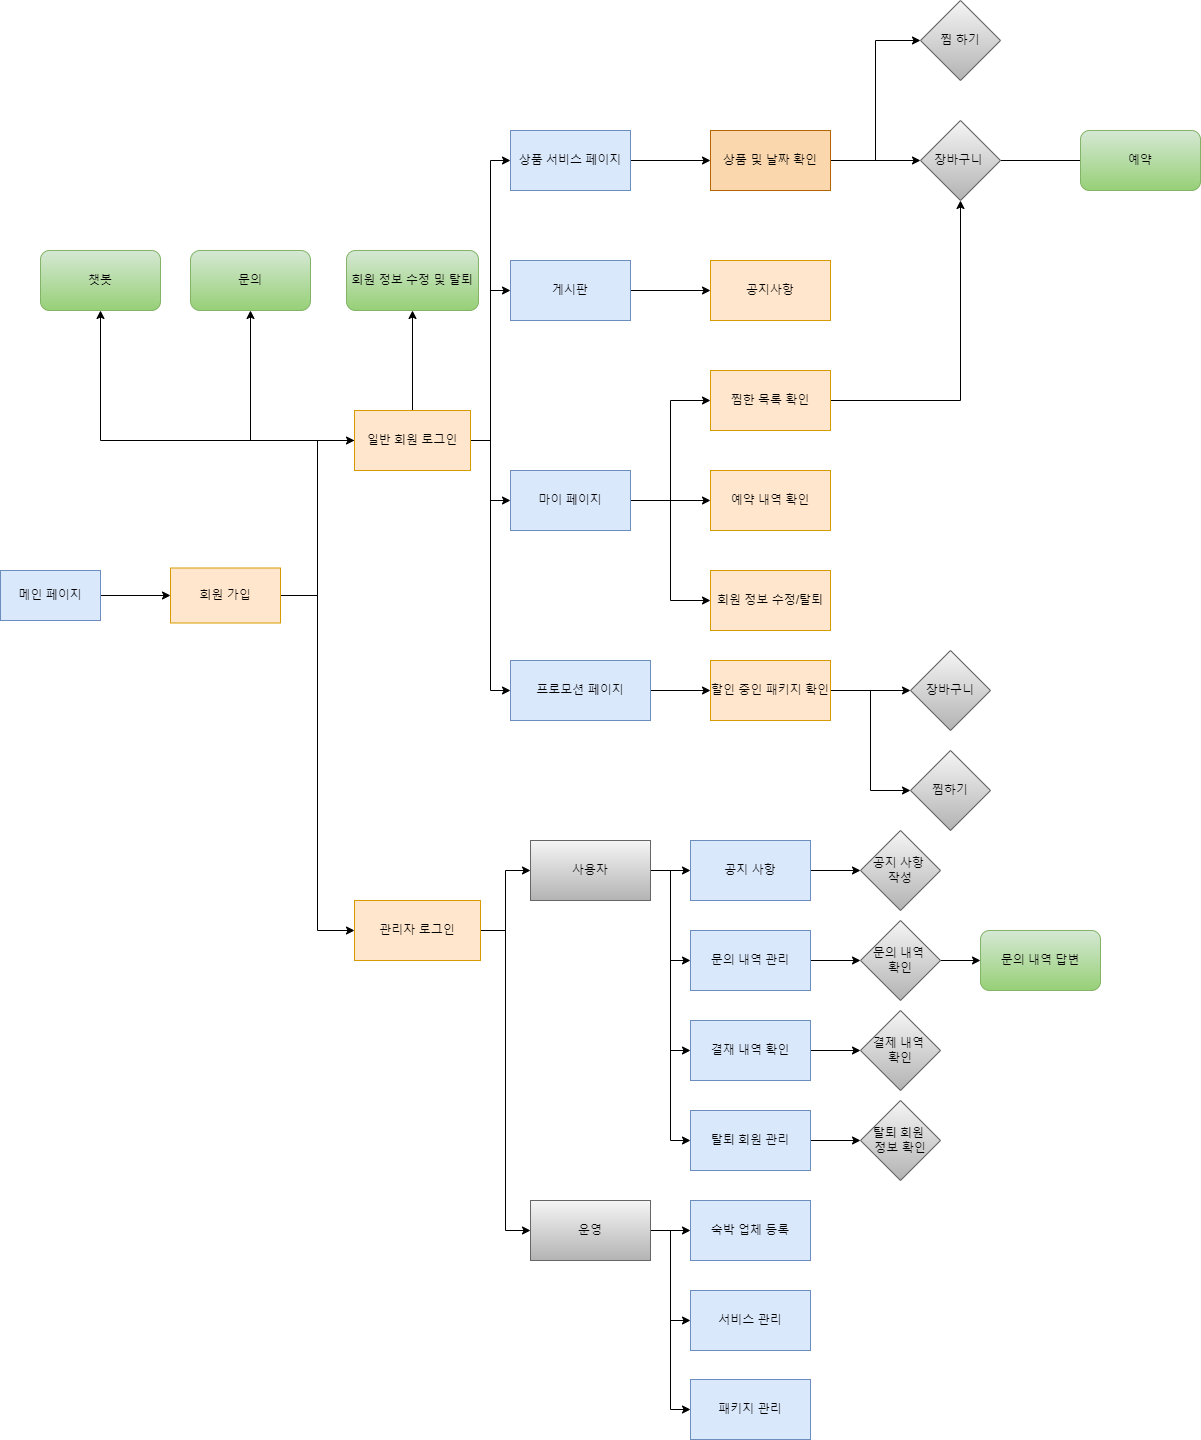 찜 하기
상품 서비스 페이지
상품 및 날짜 확인
장바구니
예약
챗봇
문의
회원 정보 수정 및 탈퇴
게시판
공지사항
찜한 목록 확인
일반 회원 로그인
마이 페이지
예약 내역 확인
메인 페이지
회원 가입
회원 정보 수정/탈퇴
프로모션 페이지
할인 중인 패키지 확인
장바구니
찜하기
사용자
공지 사항
공지 사항
작성
관리자 로그인
문의 내역 관리
문의 내역
확인
문의 내역 답변
결재 내역 확인
결제 내역
확인
탈퇴 회원 관리
탈퇴 회원
정보 확인
운영
숙박 업체 등록
서비스 관리
패키지 관리